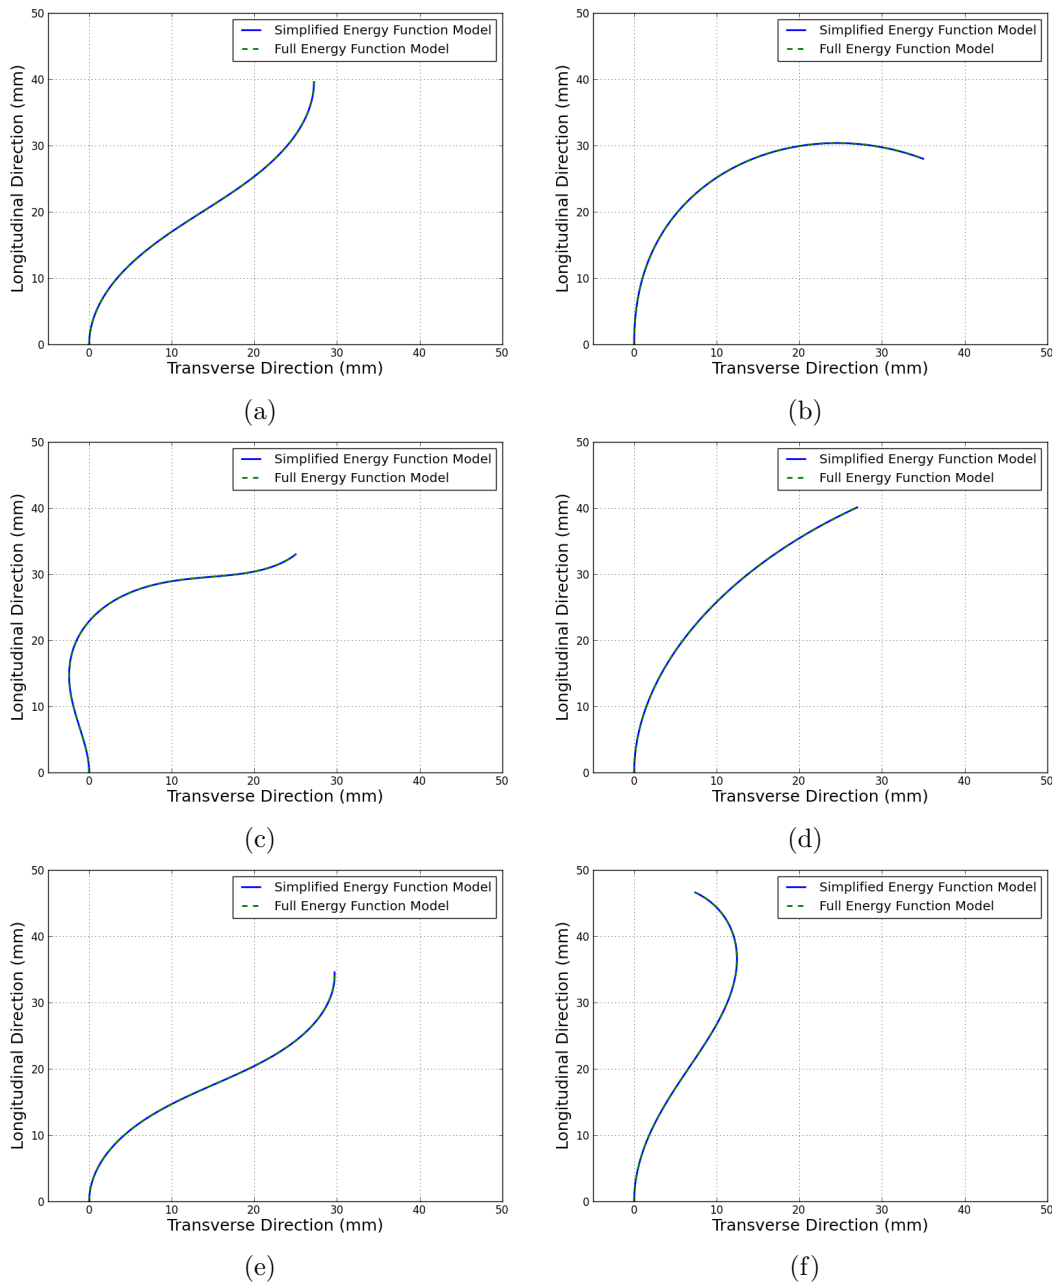 50
40
30
20
10
0
Longitudinal Direction (mm)
Simplified Energy Function Model
Full Energy Function Model
0 10 20 30 40 50
Transverse Direction (mm)
(a)
50
40
30
20
10
0
Longitudinal Direction (mm)
Simplified Energy Function Model
Full Energy Function Model
0 10 20 30 40 50
Transverse Direction (mm)
(b)
50
40
30
20
10
0
Longitudinal Direction (mm)
Simplified Energy Function Model
Full Energy Function Model
0 10 20 30 40 50
Transverse Direction (mm)
(c)
50
40
30
20
10
0
Longitudinal Direction (mm)
Simplified Energy Function Model
Full Energy Function Model
0 10 20 30 40 50
Transverse Direction (mm)
(d)
50
40
30
20
10
0
Longitudinal Direction (mm)
Simplified Energy Function Model
Full Energy Function Model
0 10 20 30 40 50
Transverse Direction (mm)
(e)
50
40
30
20
10
0
Longitudinal Direction (mm)
Simplified Energy Function Model
Full Energy Function Model
0 10 20 30 40 50
Transverse Direction (mm)
(f)